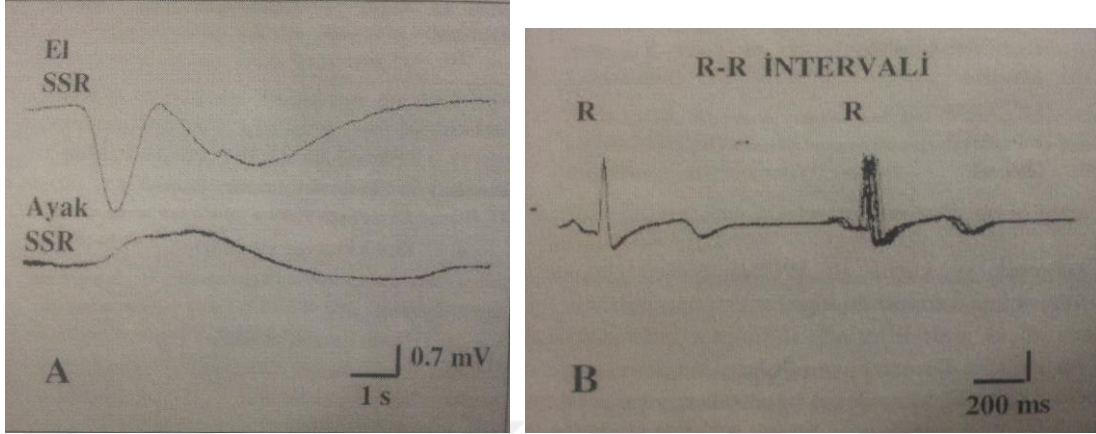 El
SSR
Ayak
SSR
0.7 mV
A
1 s
R-R İNTERVALİ
R R
B
200 ms